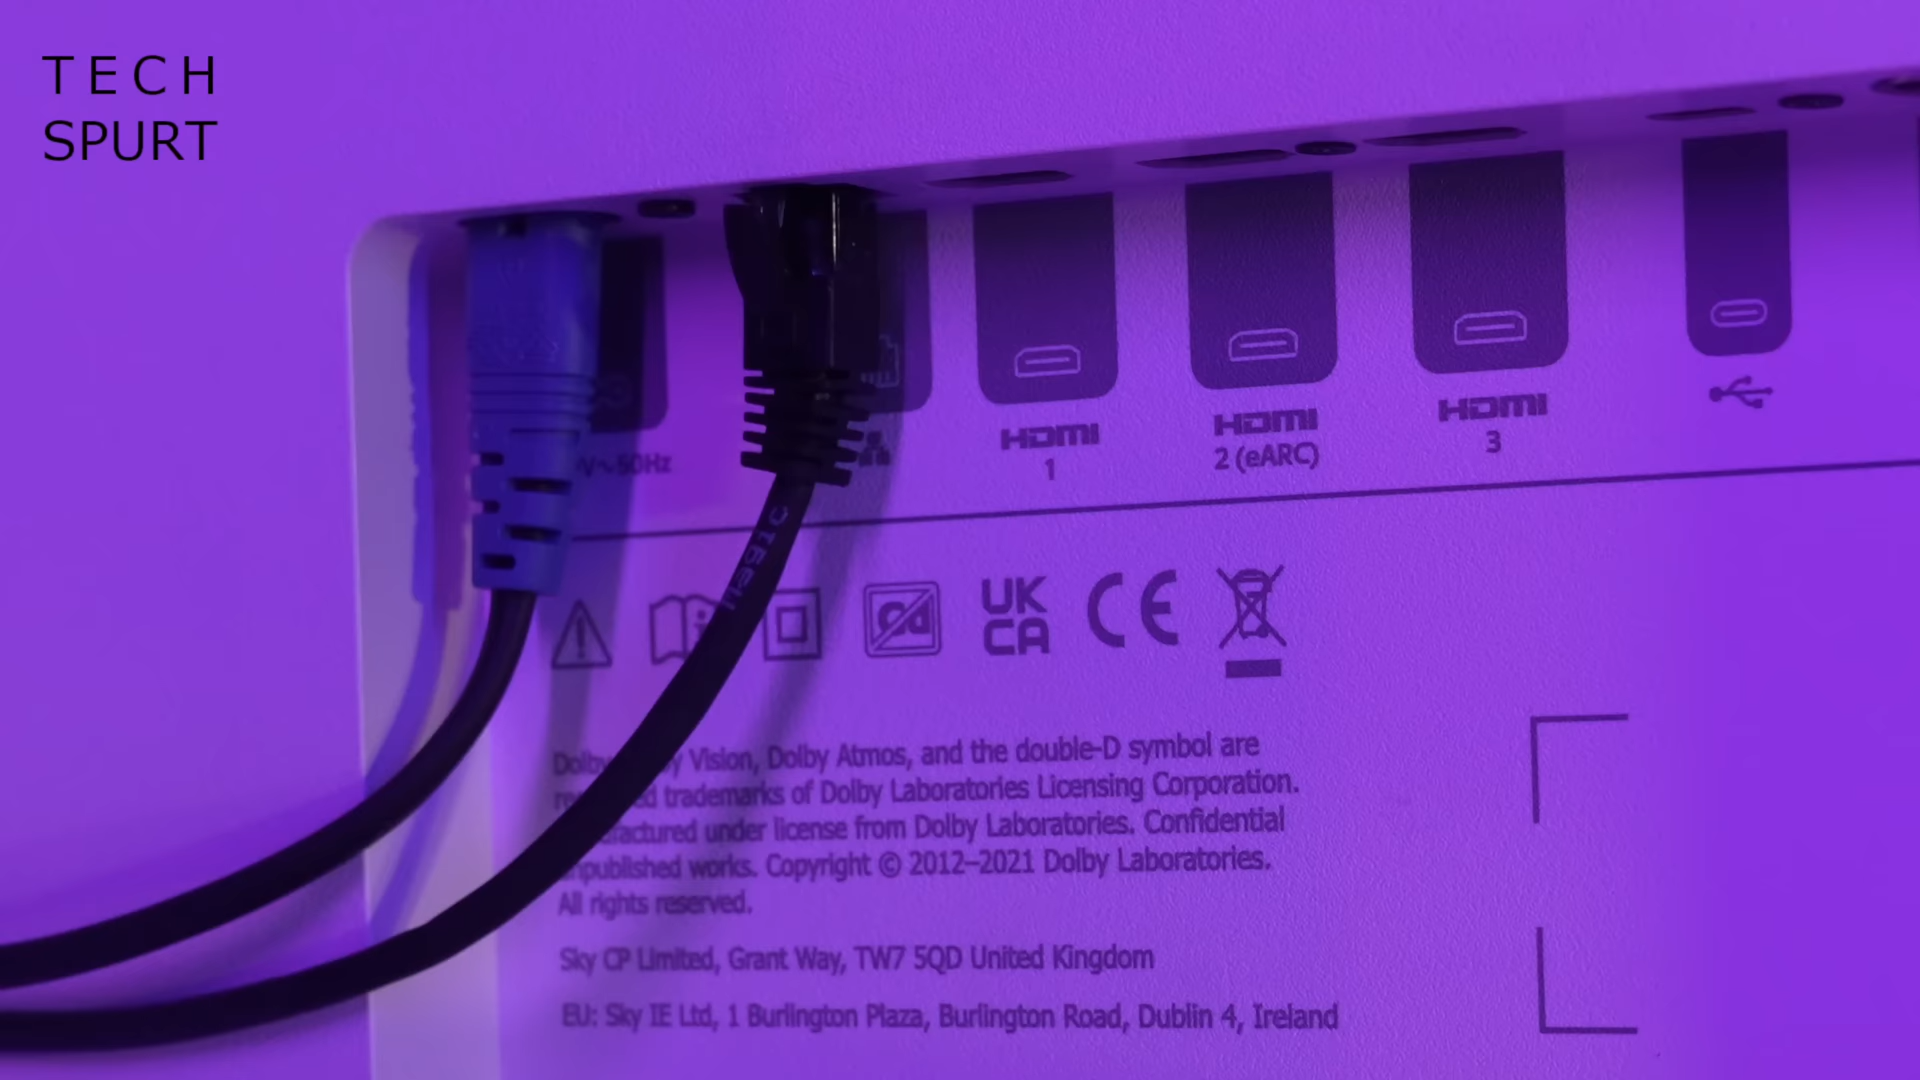 TECH
SPURT
V~50Hz
HDMI
1
HDMI
2 (eARC)
HDMI
3
UK
CA
CE
Dolby Vision, Dolby Atmos, and the double-D symbol are
trademarks of Dolby Laboratories Licensing Corporation.
under license from Dolby Laboratories. Confidential
unpublished works. Copyright © 2012–2021 Dolby Laboratories.
All rights reserved.
Sky CP Limited, Grant Way, TW7 5QD United Kingdom
EU: Sky IE Ltd, 1 Burlington Plaza, Burlington Road, Dublin 4, Ireland